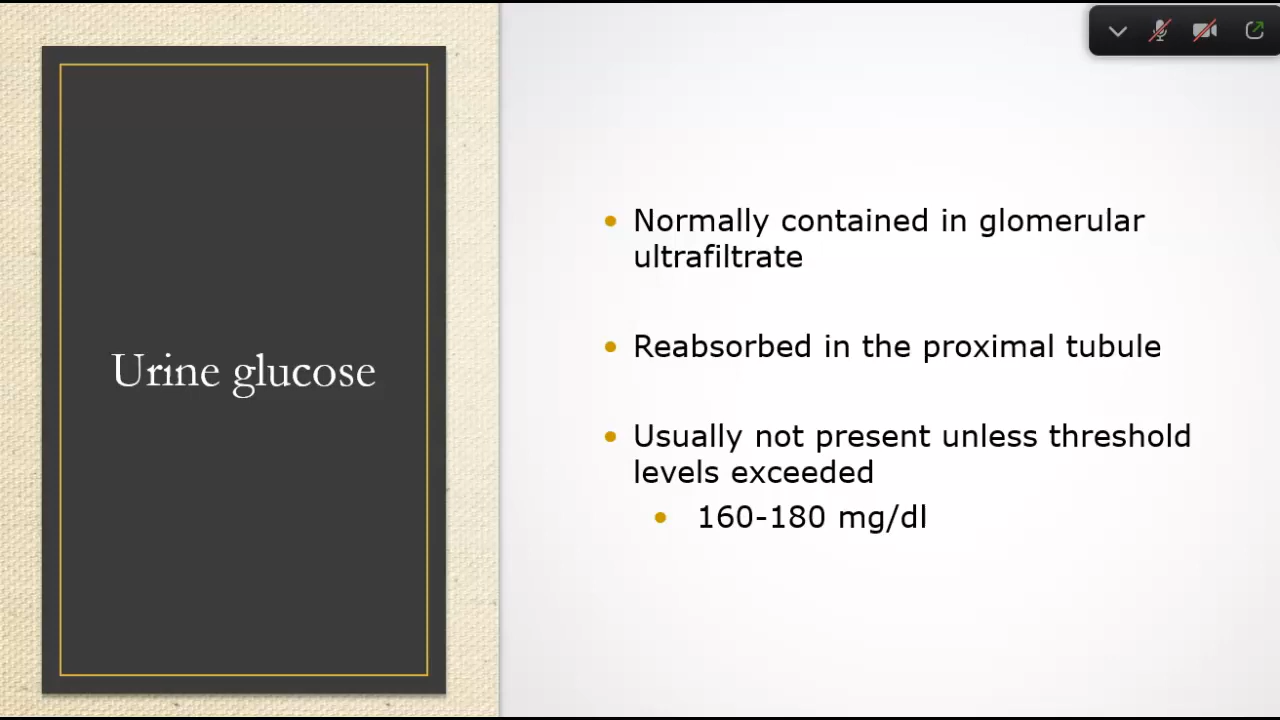 Urine glucose
• Normally contained in glomerular
ultrafiltrate
• Reabsorbed in the proximal tubule
• Usually not present unless threshold
levels exceeded
• 160-180 mg/dl